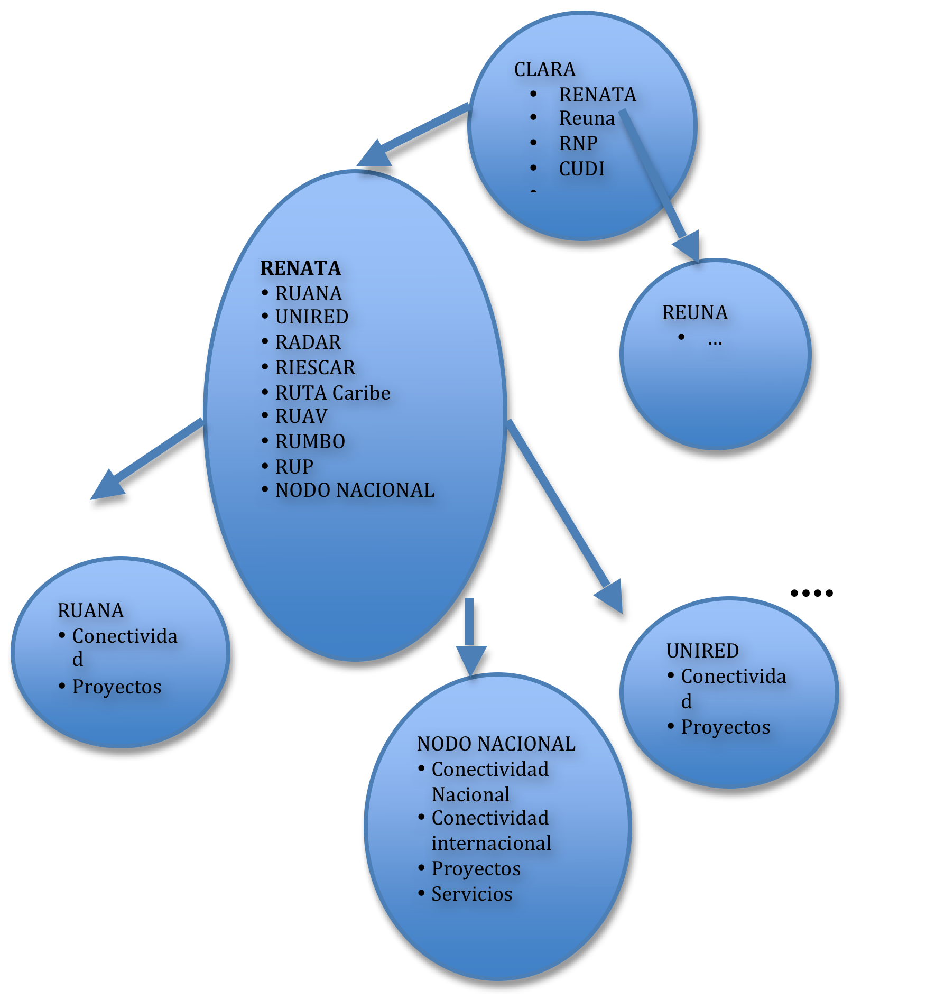 CLARA
• RENATA
• Reuna
• RNP
• CUDI
•
RENATA
• RUANA
• UNIRED
• RADAR
• RIESCAR
• RUTA Caribe
• RUAV
• RUMBO
• RUP
• NODO NACIONAL
REUNA
• ...
RUANA
• Conectivida
d
• Proyectos
....
UNIRED
• Conectivida
d
• Proyectos
NODO NACIONAL
• Conectividad
Nacional
• Conectividad
internacional
• Proyectos
• Servicios